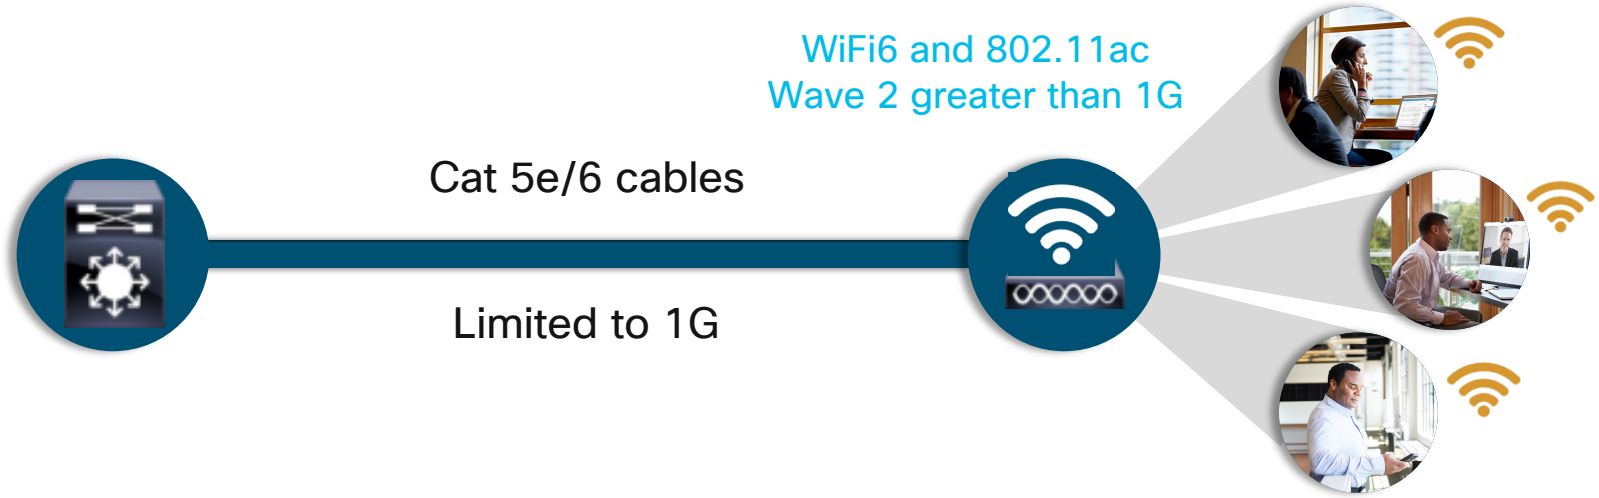 WiFi6 and 802.11ac
Wave 2 greater than 1G
Cat 5e/6 cables
Limited to 1G